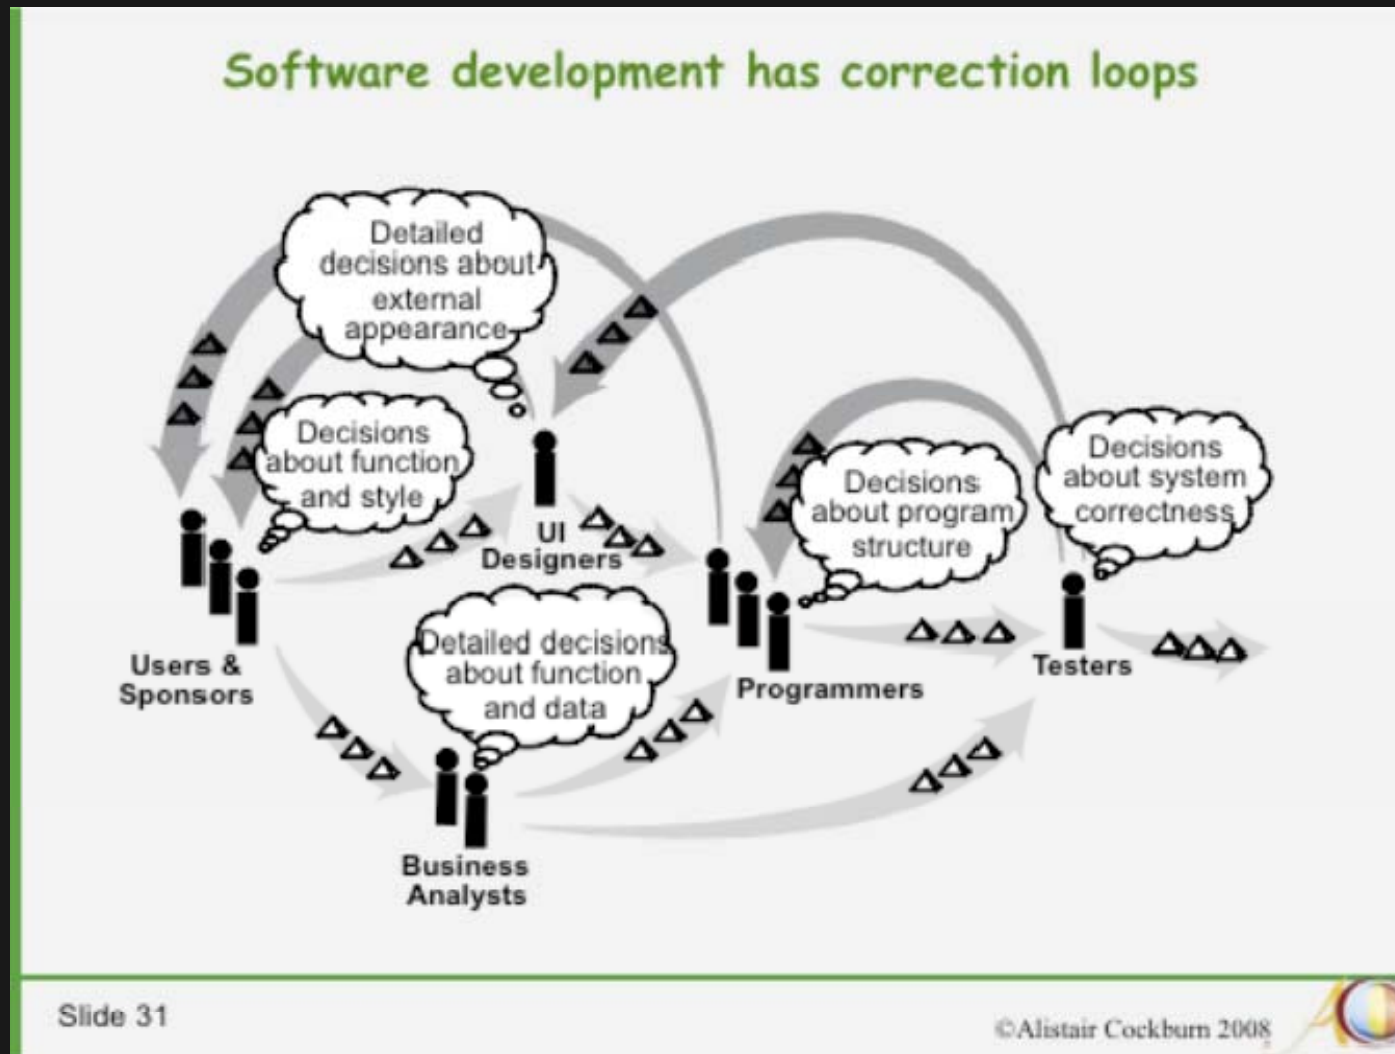 Software development has correction loops
Detailed
decisions about
external
appearance
Decisions
about function
and style
UI
Designers
Decisions
about program
structure
Decisions
about system
correctness
Users &
Sponsors
Detailed decisions
about function
and data
Programmers
Testers
Business
Analysts
Slide 31
©Alistair Cockburn 2008